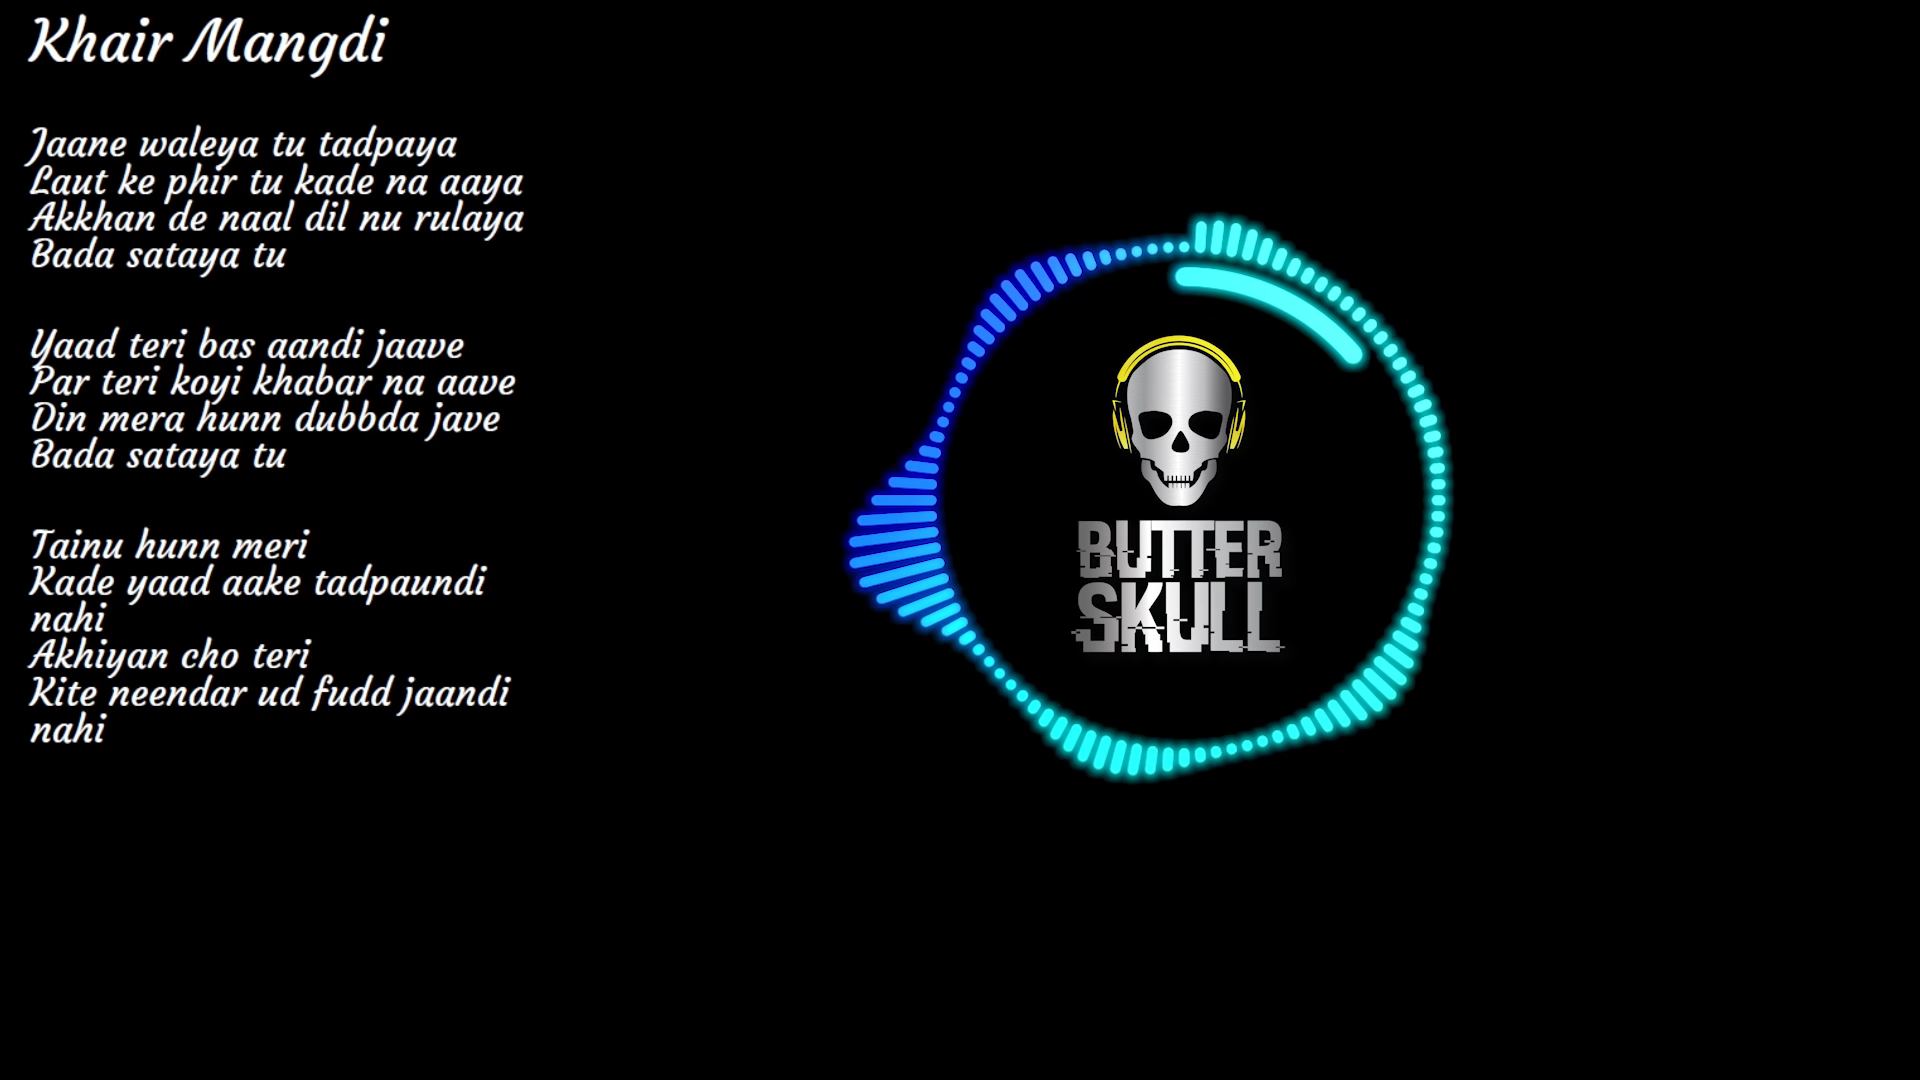 Khair Mangdi
Jaane waleya tu tadpaya
Laut ke phir tu kade na aaya
Akkhan de naal dil nu rulaya
Bada sataya tu
Yaad teri bas aandi jaave
Par teri koyi khabar na aave
Din mera hunn dubbda jave
Bada sataya tu
Tainu hunn meri
Kade yaad aake tadpaundi
nahi
Akhiyan cho teri
Kite neendar ud fudd jaandi
nahi
BUTTER
SKULL